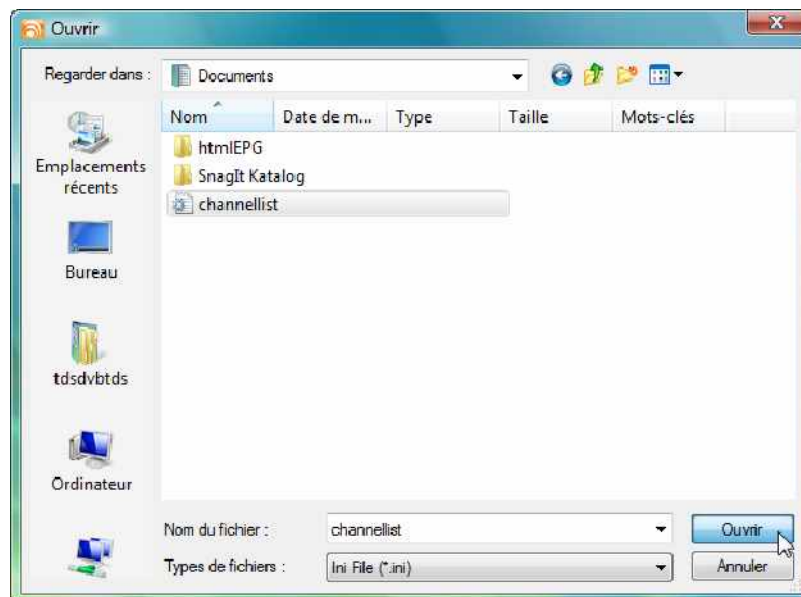 Ouvrir
Regarder dans : Documents
Nom Date de m... Type Taille Mots-clés
htmlEPG
SnagIt Katalog
channellist
Emplacements
récents
Bureau
tdsdvbtds
Ordinateur
Nom du fichier : channellist Ouvrir
Types de fichiers : Ini File (*.ini) Annuler